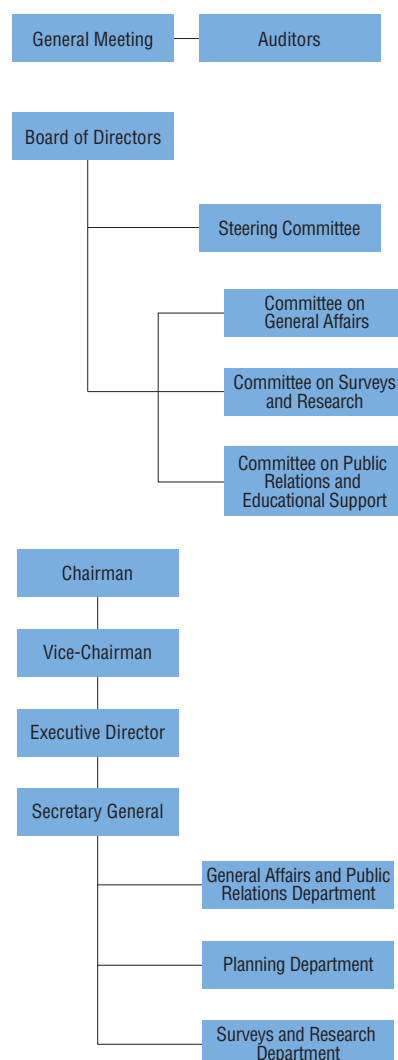 General Meeting
Auditors
Board of Directors
Steering Committee
Committee on
General Affairs
Committee on Surveys
and Research
Committee on Public
Relations and
Educational Support
Chairman
Vice-Chairman
Executive Director
Secretary General
General Affairs and Public
Relations Department
Planning Department
Surveys and Research
Department